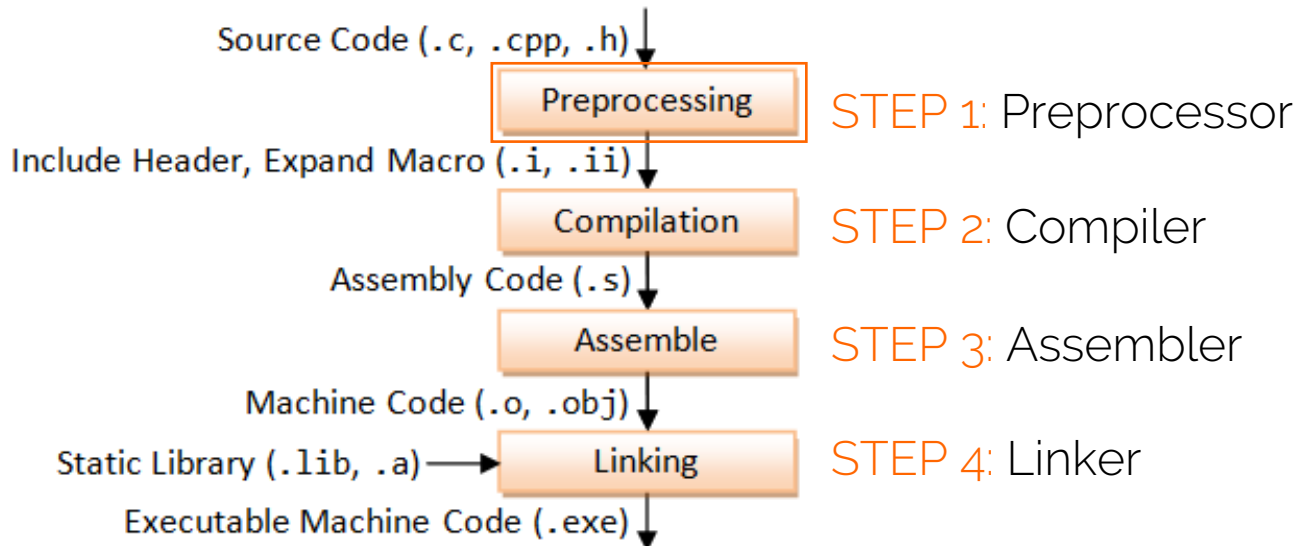 Source Code (.c, .cpp, .h)
Preprocessing
STEP 1: Preprocessor
Include Header, Expand Macro (.i, .ii)
Compilation
STEP 2: Compiler
Assembly Code (.s)
Assemble
STEP 3: Assembler
Machine Code (.o, .obj)
Static Library (.lib, .a)
Linking
STEP 4: Linker
Executable Machine Code (.exe)